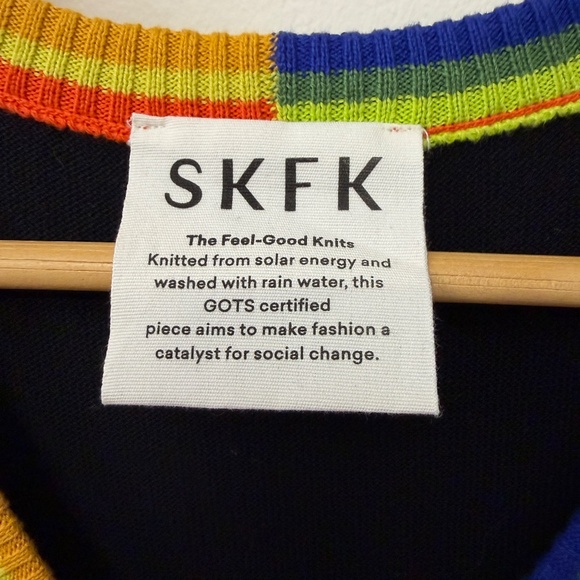 SKFK
The Feel-Good Knits
Knitted from solar energy and
washed with rain water, this
GOTS certified
piece aims to make fashion a
catalyst for social change.